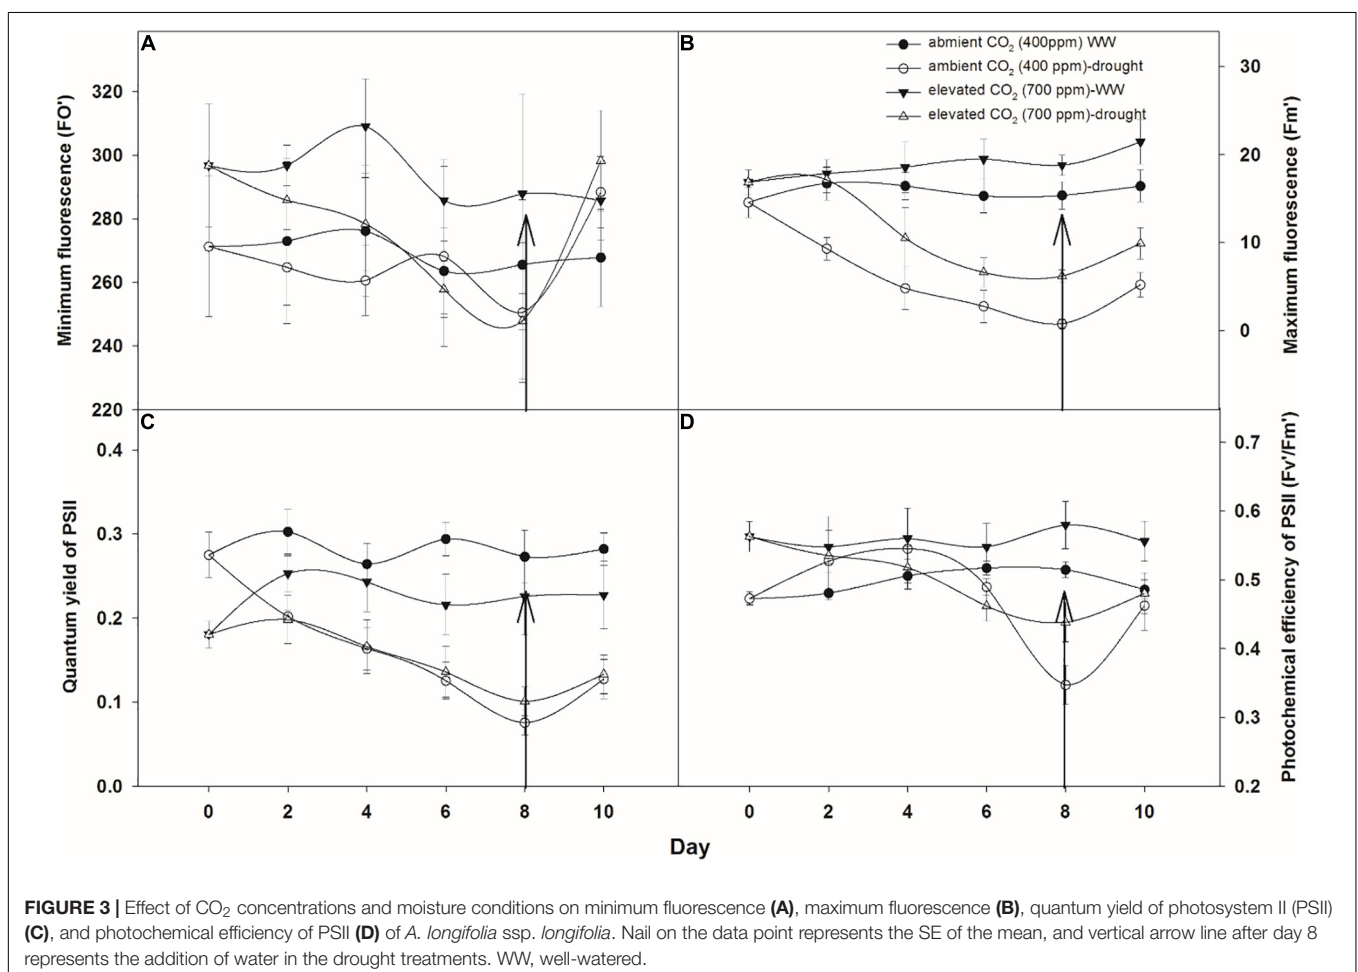 A
B
abmient CO2 (400ppm) WW
ambient CO2 (400 ppm)-drought
elevated CO2 (700 ppm)-WW
elevated CO2 (700 ppm)-drought
Minimum fluorescence (FO')
320
300
280
260
240
220
30
20
10
0
Maximum fluorescence (Fm')
C
D
Quantum yield of PSII
0.4
0.3
0.2
0.1
0.0
0.7
0.6
0.5
0.4
0.3
0.2
Photochemical efficiency of PSII (Fv'/Fm')
0 2 4 6 8 10 0 2 4 6 8 10
Day
FIGURE 3 | Effect of CO2 concentrations and moisture conditions on minimum fluorescence (A), maximum fluorescence (B), quantum yield of photosystem II (PSII)
(C), and photochemical efficiency of PSII (D) of A. longifolia ssp. longifolia. Nail on the data point represents the SE of the mean, and vertical arrow line after day 8
represents the addition of water in the drought treatments. WW, well-watered.